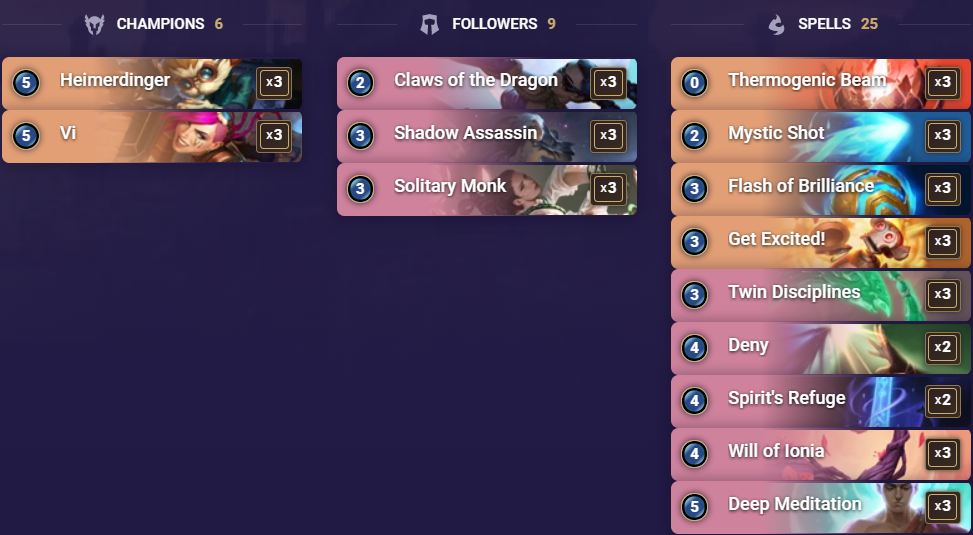 CHAMPIONS 6
5 Heimerdinger x3
5 Vi x3
FOLLOWERS 9
2 Claws of the Dragon x3
3 Shadow Assassin x3
3 Solitary Monk x3
SPELLS 25
0 Thermogenic Beam x3
2 Mystic Shot x3
3 Flash of Brilliance x3
3 Get Excited! x3
3 Twin Disciplines x3
4 Deny x2
4 Spirit's Refuge x2
4 Will of Ionia x3
5 Deep Meditation x3